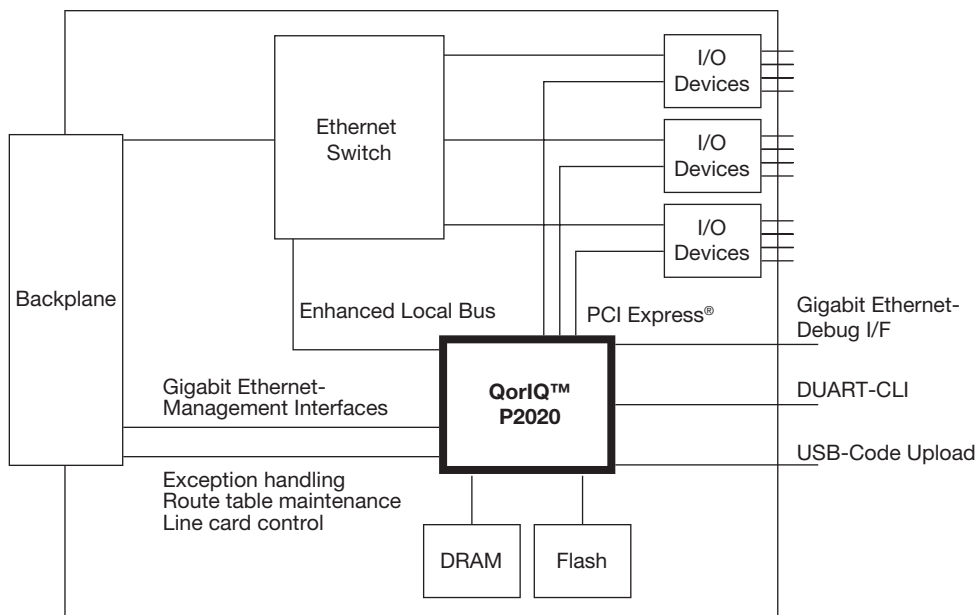 I/O
Devices
Ethernet
Switch
I/O
Devices
I/O
Devices
Backplane
Enhanced Local Bus
PCI Express®
Gigabit Ethernet-
Debug I/F
QorIQ™
P2020
Gigabit Ethernet-
Management Interfaces
DUART-CLI
USB-Code Upload
Exception handling
Route table maintenance
Line card control
DRAM
Flash